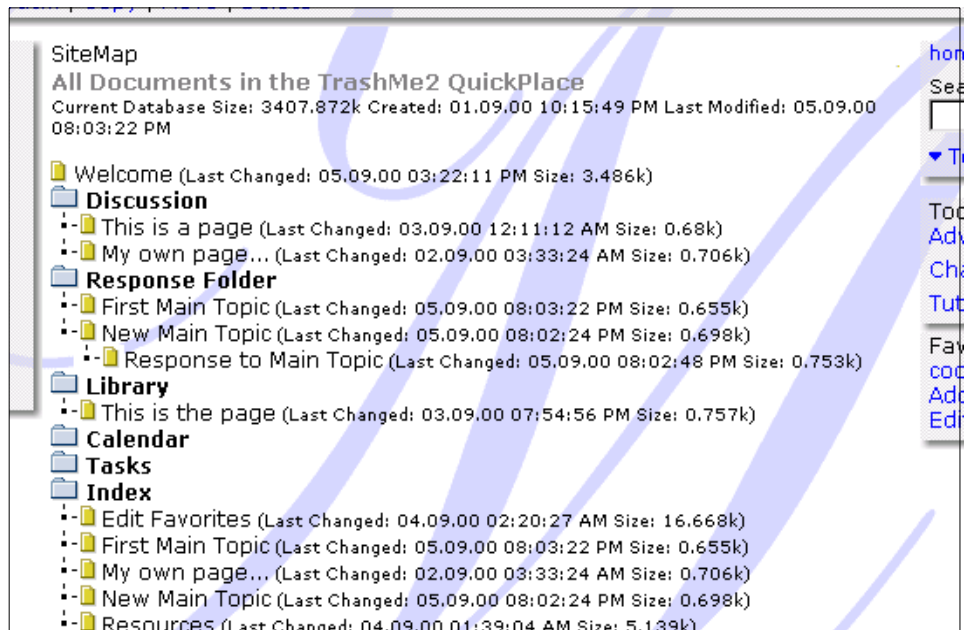 Copy | Move | Delete
SiteMap
All Documents in the TrashMe2 QuickPlace
Current Database Size: 3407.872k Created: 01.09.00 10:15:49 PM Last Modified: 05.09.00
08:03:22 PM
Welcome (Last Changed: 05.09.00 03:22:11 PM Size: 3.486k)
Discussion
This is a page (Last Changed: 03.09.00 12:11:12 AM Size: 0.68k)
My own page... (Last Changed: 02.09.00 03:33:24 AM Size: 0.706k)
Response Folder
First Main Topic (Last Changed: 05.09.00 08:03:22 PM Size: 0.655k)
New Main Topic (Last Changed: 05.09.00 08:02:24 PM Size: 0.698k)
Response to Main Topic (Last Changed: 05.09.00 08:02:48 PM Size: 0.753k)
Library
This is the page (Last Changed: 03.09.00 07:54:56 PM Size: 0.757k)
Calendar
Tasks
Index
Edit Favorites (Last Changed: 04.09.00 02:20:27 AM Size: 16.668k)
First Main Topic (Last Changed: 05.09.00 08:03:22 PM Size: 0.655k)
My own page... (Last Changed: 02.09.00 03:33:24 AM Size: 0.706k)
New Main Topic (Last Changed: 05.09.00 08:02:24 PM Size: 0.698k)
Resources (Last Changed: 04.09.00 01:39:04 AM Size: 5.139k)
hon
Sea
To
Too
Adv
Cha
Tut
Fav
Add
Edi